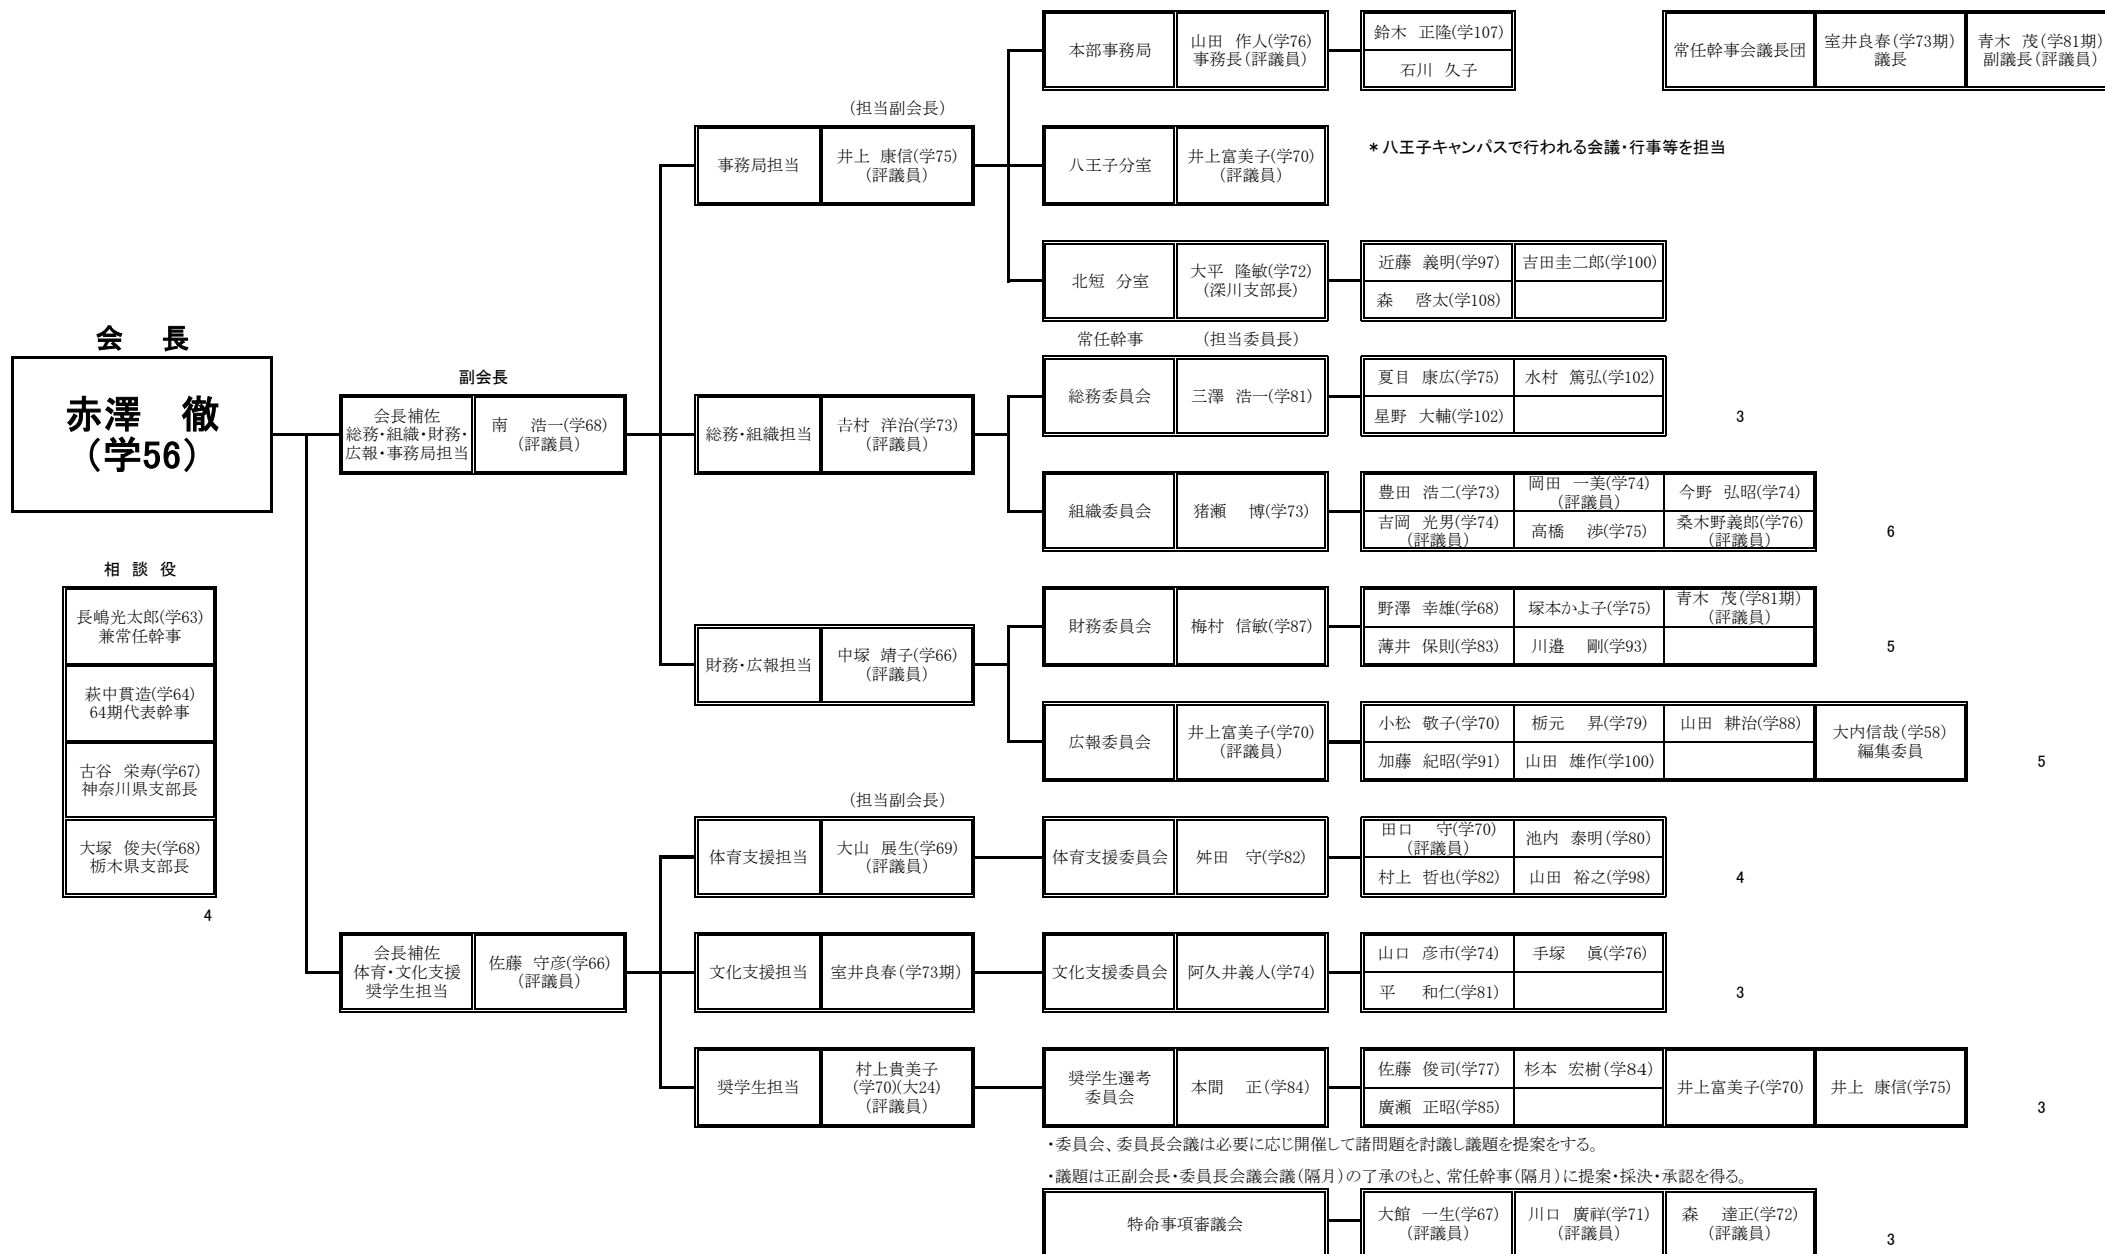 本部事務局
山田 作人(学76)
事務長(評議員)
鈴木 正隆(学107)
石川 久子
常任幹事会議長団
室井良春(学73期)
議長
青木 茂(学81期)
副議長(評議員)
(担当副会長)
事務局担当
井上 康信(学75)
(評議員)
八王子分室
井上富美子(学70)
(評議員)
*八王子キャンパスで行われる会議・行事等を担当
北短 分室
大平 隆敏(学72)
(深川支部長)
近藤 義明(学97)
吉田圭二郎(学100)
森 啓太(学108)
会 長
赤澤 徹
(学56)
副会長
会長補佐
総務・組織・財務・
広報・事務局担当
南 浩一(学68)
(評議員)
総務・組織担当
吉村 洋治(学73)
(評議員)
常任幹事
(担当委員長)
総務委員会
三澤 浩一(学81)
夏目 康広(学75)
水村 篤弘(学102)
星野 大輔(学102)
3
組織委員会
猪瀬 博(学73)
豊田 浩二(学73)
岡田 一美(学74)
(評議員)
今野 弘昭(学74)
吉岡 光男(学74)
(評議員)
高橋 渉(学75)
桑木野義郎(学76)
(評議員)
6
相 談 役
長嶋光太郎(学63)
兼常任幹事
萩中貫造(学64)
64期代表幹事
古谷 栄寿(学67)
神奈川県支部長
大塚 俊夫(学68)
栃木県支部長
4
財務・広報担当
中塚 靖子(学66)
(評議員)
財務委員会
梅村 信敏(学87)
野澤 幸雄(学68)
塚本かよ子(学75)
青木 茂(学81期)
(評議員)
薄井 保則(学83)
川邉 剛(学93)
5
広報委員会
井上富美子(学70)
(評議員)
小松 敬子(学70)
栃元 昇(学79)
山田 耕治(学88)
大内信哉(学58)
編集委員
加藤 紀昭(学91)
山田 雄作(学100)
5
(担当副会長)
体育支援担当
大山 展生(学69)
(評議員)
体育支援委員会
舛田 守(学82)
田口 守(学70)
(評議員)
池内 泰明(学80)
村上 哲也(学82)
山田 裕之(学98)
4
会長補佐
体育・文化支援
奨学生担当
佐藤 守彦(学66)
(評議員)
文化支援担当
室井良春(学73期)
文化支援委員会
阿久井義人(学74)
山口 彦市(学74)
手塚 眞(学76)
平 和仁(学81)
3
奨学生担当
村上貴美子
(学70)(大24)
(評議員)
奨学生選考
委員会
本間 正(学84)
佐藤 俊司(学77)
杉本 宏樹(学84)
廣瀬 正昭(学85)
井上富美子(学70)
井上 康信(学75)
3
・委員会、委員長会議は必要に応じ開催して諸問題を討議し議題を提案をする。
・議題は正副会長・委員長会議会議(隔月)の了承のもと、常任幹事(隔月)に提案・採決・承認を得る。
特命事項審議会
大館 一生(学67)
(評議員)
川口 廣祥(学71)
(評議員)
森 達正(学72)
(評議員)
3